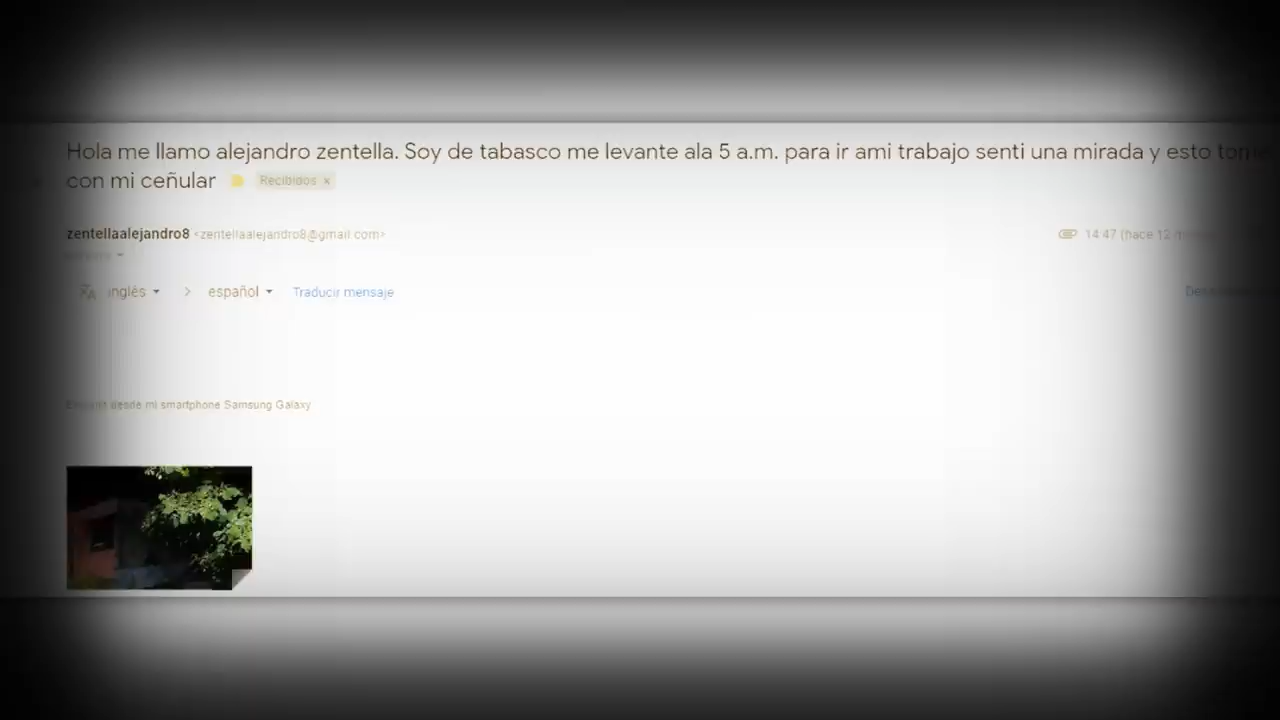 Hola me llamo alejandro zentella. Soy de tabasco me levante ala 5 a.m. para ir ami trabajo senti una mirada y esto
con mi ceñular Recibidos x
zentellaalejandro8 <zentellaalejandro8@gmail.com> 14:47 (hace 12
inglés > español Traducir mensaje
desde mi smartphone Samsung Galaxy